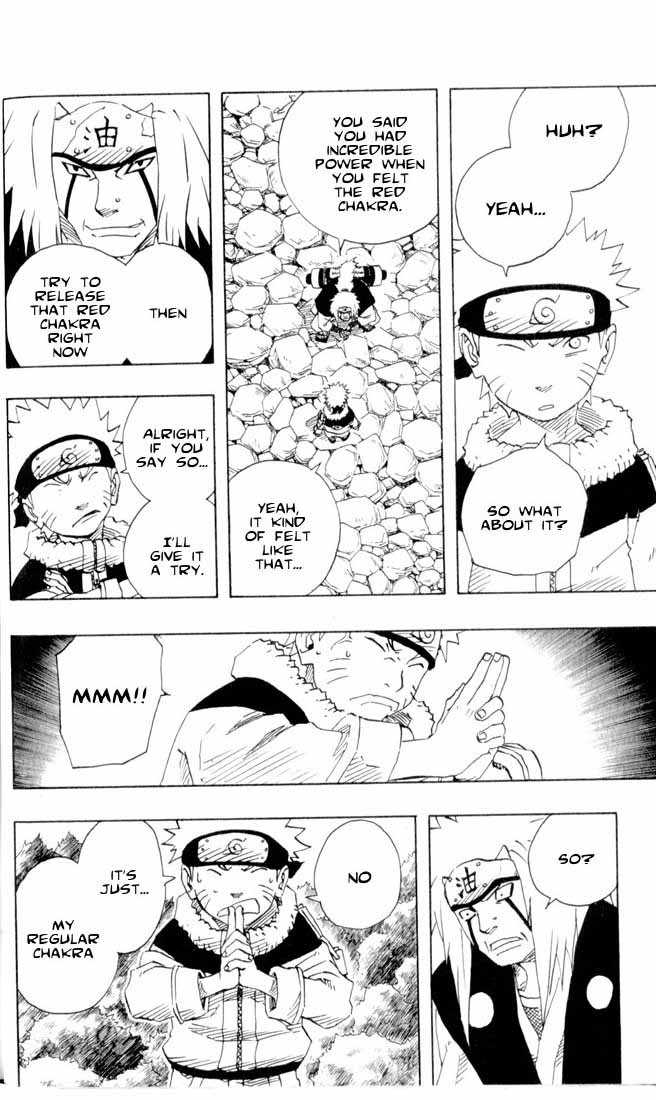 HUH?
YEAH...
SO WHAT
ABOUT IT?
YOU SAID
YOU HAD
INCREDIBLE
POWER WHEN
YOU FELT
THE RED
CHAKRA.
YEAH,
IT KIND
OF FELT
LIKE
THAT...
油
THEN
TRY TO
RELEASE
THAT RED
CHAKRA
RIGHT
NOW
ALRIGHT,
IF YOU
SAY SO...
I'LL
GIVE IT
A TRY.
MMM!!
SO?
油
NO
IT'S
JUST...
MY
REGULAR
CHAKRA